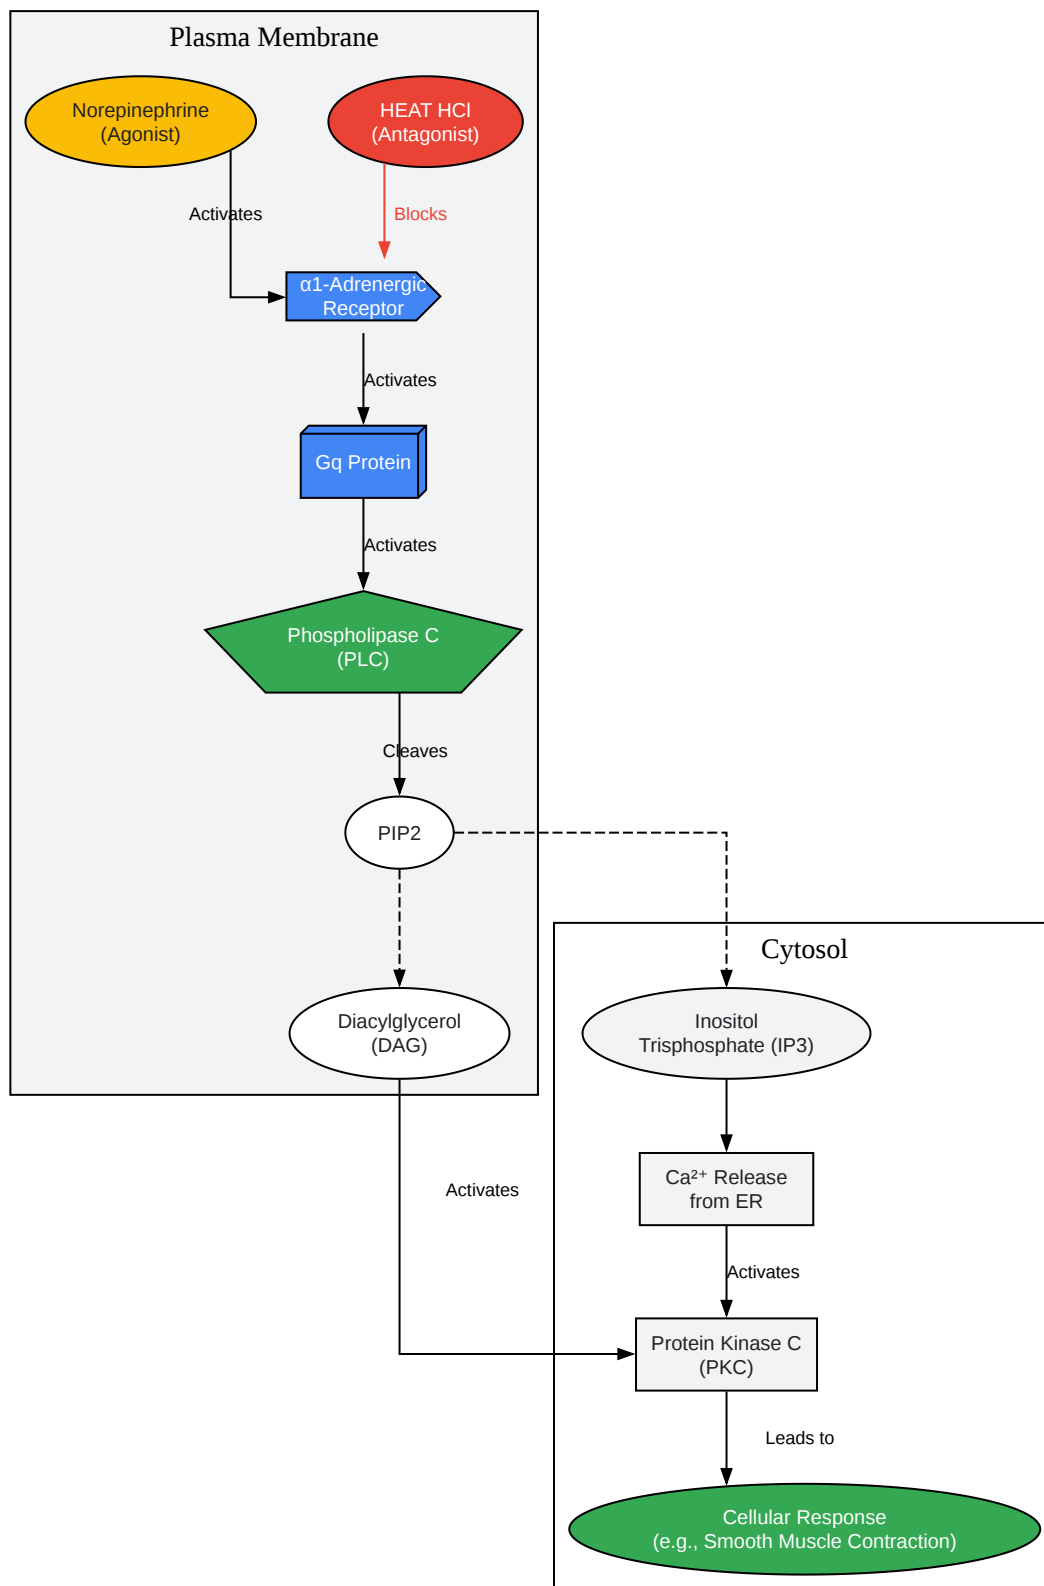 Plasma Membrane
Norepinephrine
(Agonist)
HEAT HCl
(Antagonist)
Activates
Blocks
α1-Adrenergic
Receptor
Activates
Gq Protein
Activates
Phospholipase C
(PLC)
Cleaves
PIP2
Cytosol
Diacylglycerol
(DAG)
Inositol
Trisphosphate (IP3)
Ca²⁺ Release
from ER
Activates
Activates
Protein Kinase C
(PKC)
Leads to
Cellular Response
(e.g., Smooth Muscle Contraction)